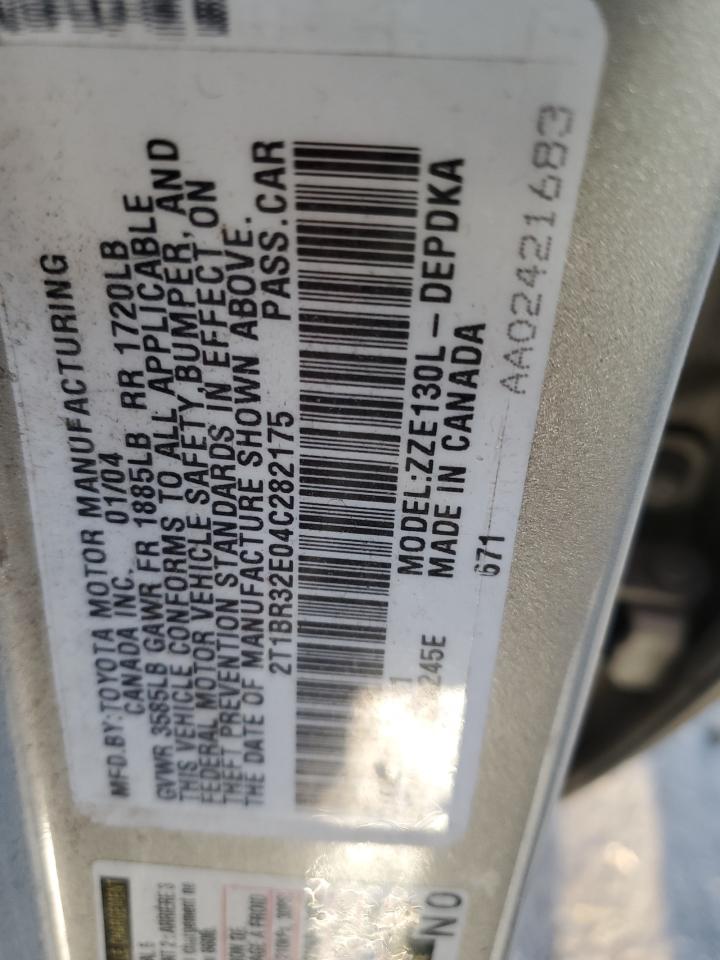 MFD.BY:TOYOTA MOTOR MANUFACTURING
CANADA INC. 01/04
GVWR 3585LB GAWR FR 1885LB RR 1720LB
THIS VEHICLE CONFORMS TO ALL APPLICABLE
FEDERAL MOTOR VEHICLE SAFETY,BUMPER, AND
THEFT PREVENTION STANDARDS IN EFFECT ON
THE DATE OF MANUFACTURE SHOWN ABOVE.
2T1BR32E04C282175 PASS.CAR
MODEL:ZZE130L-DEPDKA
245E MADE IN CANADA
671
AA02421683
NO